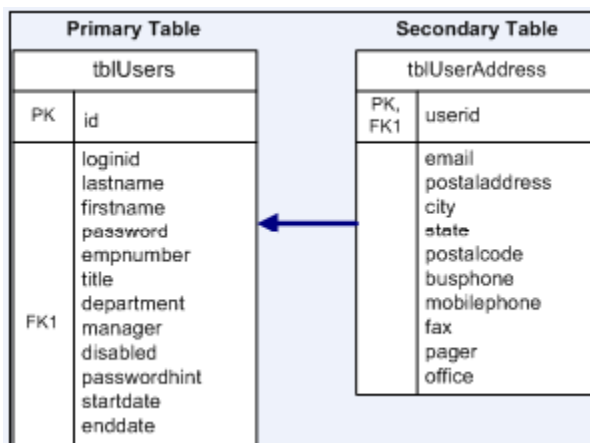 Primary Table
tblUsers
PK
id
loginid
lastname
firstname
password
empnumber
title
department
FK1
manager
disabled
passwordhint
startdate
enddate
Secondary Table
tblUserAddress
PK,
FK1
userid
email
postaladdress
city
state
postalcode
busphone
mobilephone
fax
pager
office